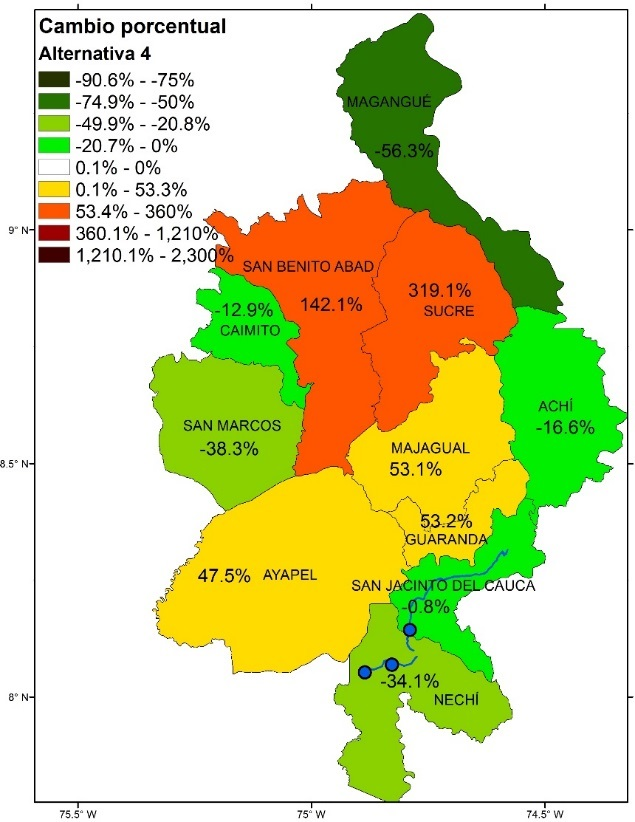 Cambio porcentual
Alternativa 4
-90.6% - -75%
-74.9% - -50%
-49.9% - -20.8%
-20.7% - 0%
0.1% - 0%
0.1% - 53.3%
53.4% - 360%
360.1% - 1,210%
1,210.1% - 2,300%
MAGANGUÉ
-56.3%
9° N
SAN BENITO ABAD
142.1%
319.1%
SUCRE
-12.9%
CAIMITO
ACHÍ
-16.6%
SAN MARCOS
-38.3%
MAJAGUAL
53.1%
8.5° N
53.2%
GUARANDA
47.5% AYAPEL
SAN JACINTO DEL CAUCA
-0.8%
-34.1%
NECHÍ
8° N
75.5° W
75° W
74.5° W